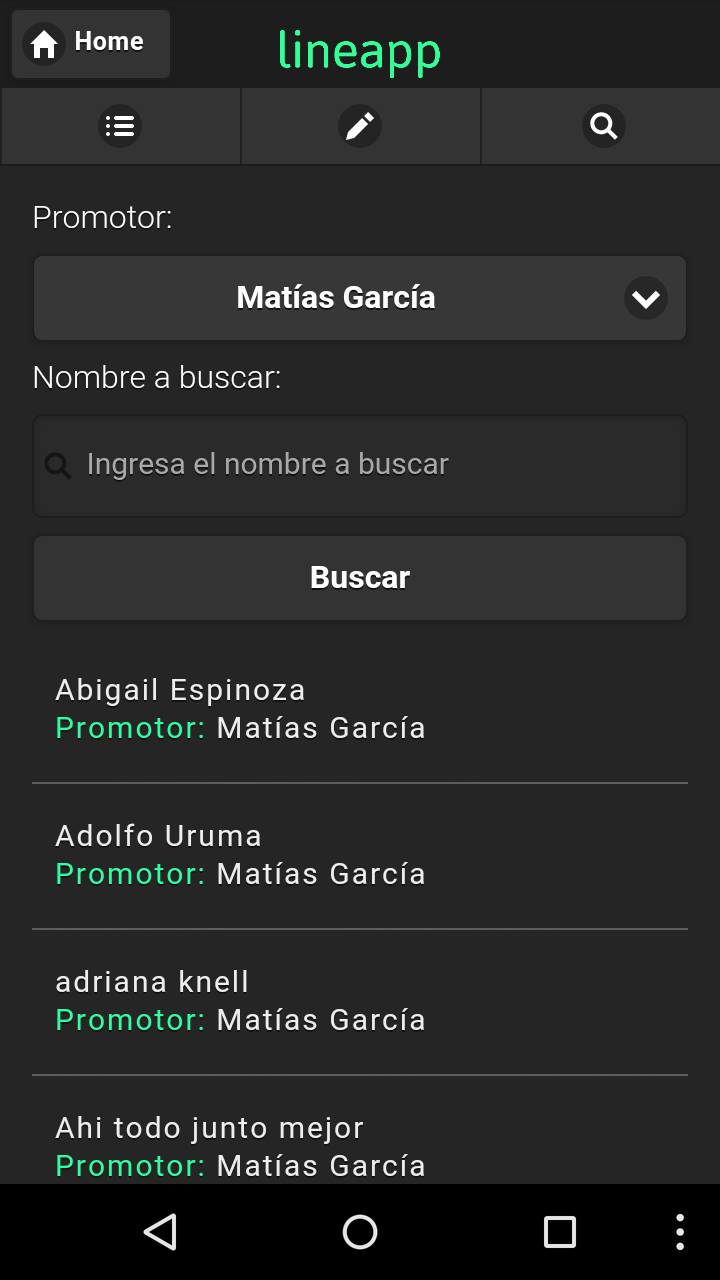 Home
lineapp
Promotor:
Matías García
Nombre a buscar:
Ingresa el nombre a buscar
Buscar
Abigail Espinoza
Promotor: Matías García
Adolfo Uruma
Promotor: Matías García
adriana knell
Promotor: Matías García
Ahi todo junto mejor
Promotor: Matías García